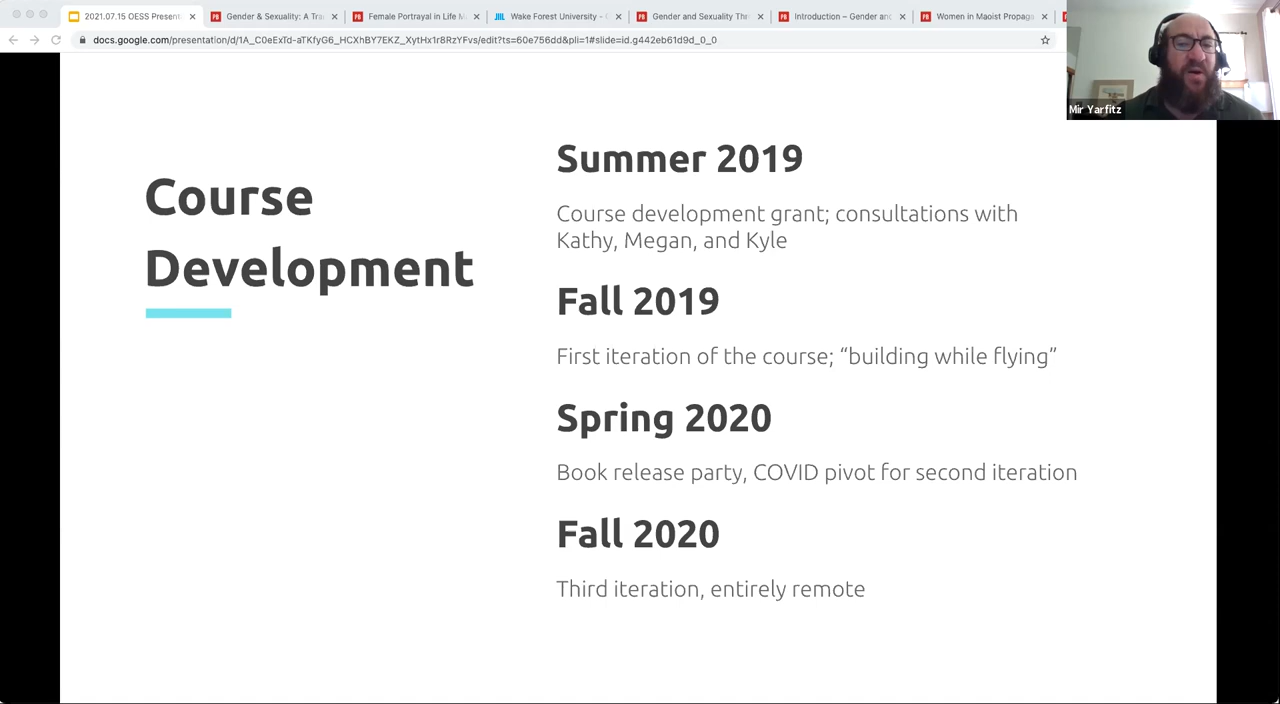 2021.07.15 OESS Present
Gender & Sexuality: A Tra
Female Portrayal in Life M
Wake Forest University -
Gender and Sexuality Thr
Introduction – Gender and
Women in Maoist Propaga
docs.google.com/presentation/d/1A_C0eExTd-aTKfyG6_HCXhBY7EKZ_XytHx1r8RzYFvs/edit?ts=60e756dd&pli=1#slide=id.g442eb61d9d_0_0
Mir Yarfitz
Course
Development
Summer 2019
Course development grant; consultations with
Kathy, Megan, and Kyle
Fall 2019
First iteration of the course; “building while flying”
Spring 2020
Book release party, COVID pivot for second iteration
Fall 2020
Third iteration, entirely remote